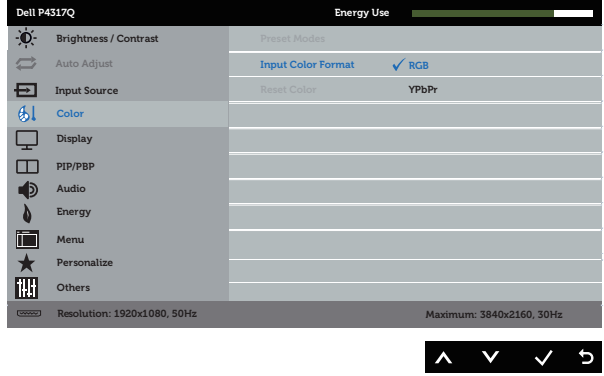 Dell P4317Q Energy Use
Brightness / Contrast Preset Modes
Auto Adjust Input Color Format RGB
Input Source Reset Color YPbPr
Color
Display
PIP/PBP
Audio
Energy
Menu
Personalize
Others
Resolution: 1920x1080, 50Hz Maximum: 3840x2160, 30Hz